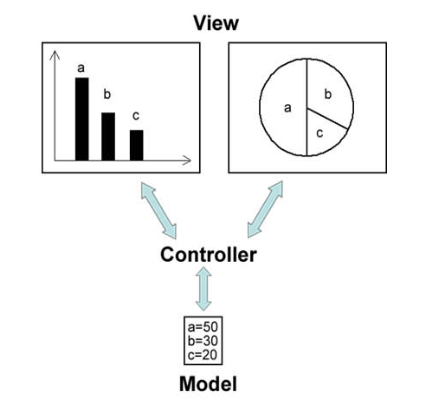 View
a
b
c
a
b
c
Controller
a=50
b=30
c=20
Model